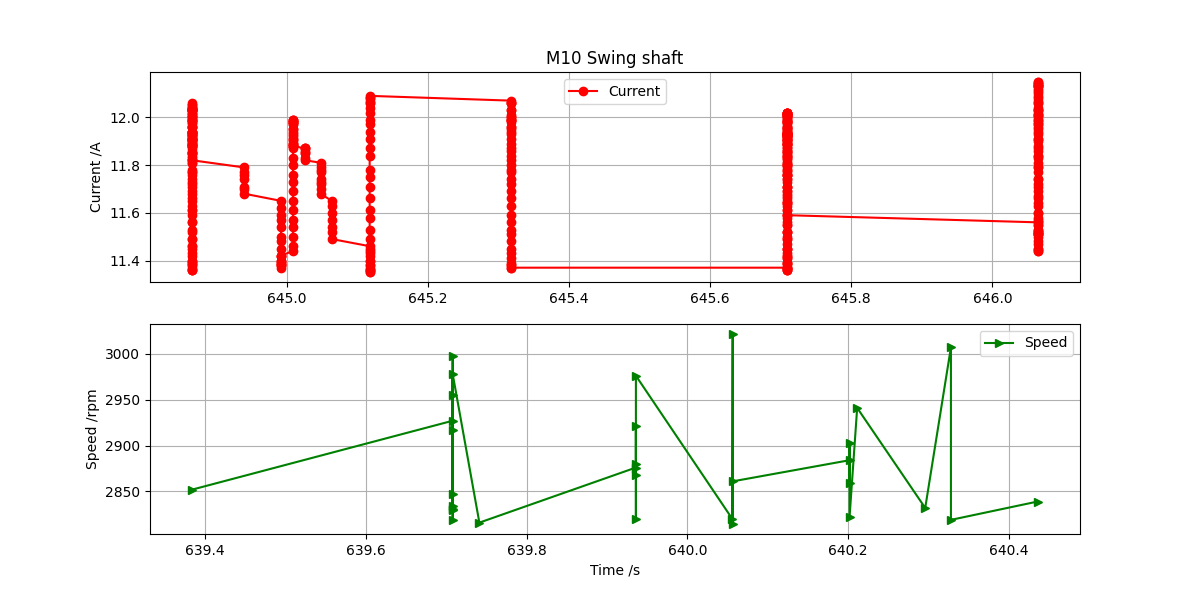 M10 Swing shaft
Current
Current /A
12.0
11.8
11.6
11.4
645.0 645.2 645.4 645.6 645.8 646.0
Speed
Speed /rpm
3000
2950
2900
2850
639.4 639.6 639.8 640.0 640.2 640.4
Time /s